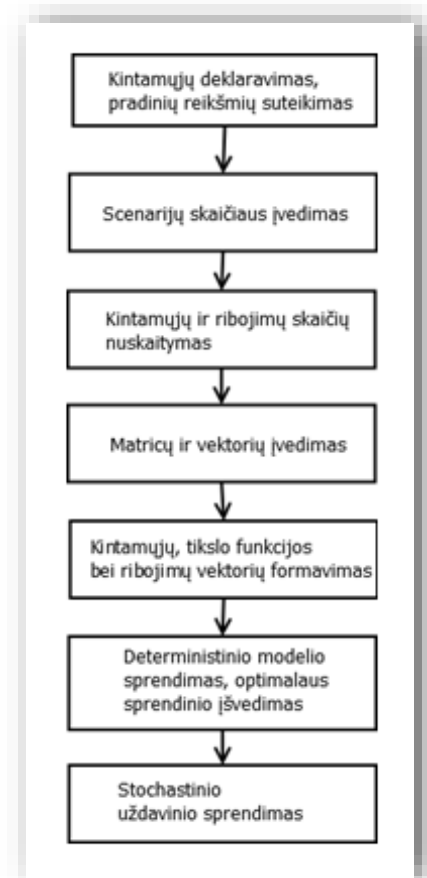 Kintamųjų deklaravimas,
pradinių reikšmių suteikimas
Scenarijų skaičiaus įvedimas
Kintamųjų ir ribojimų skaičių
nuskaitymas
Matricų ir vektorių įvedimas
Kintamųjų, tikslo funkcijos
bei ribojimų vektorių formavimas
Deterministinio modelio
sprendimas, optimalaus
sprendinio įšvedimas
Stochastinio
uždavinio sprendimas